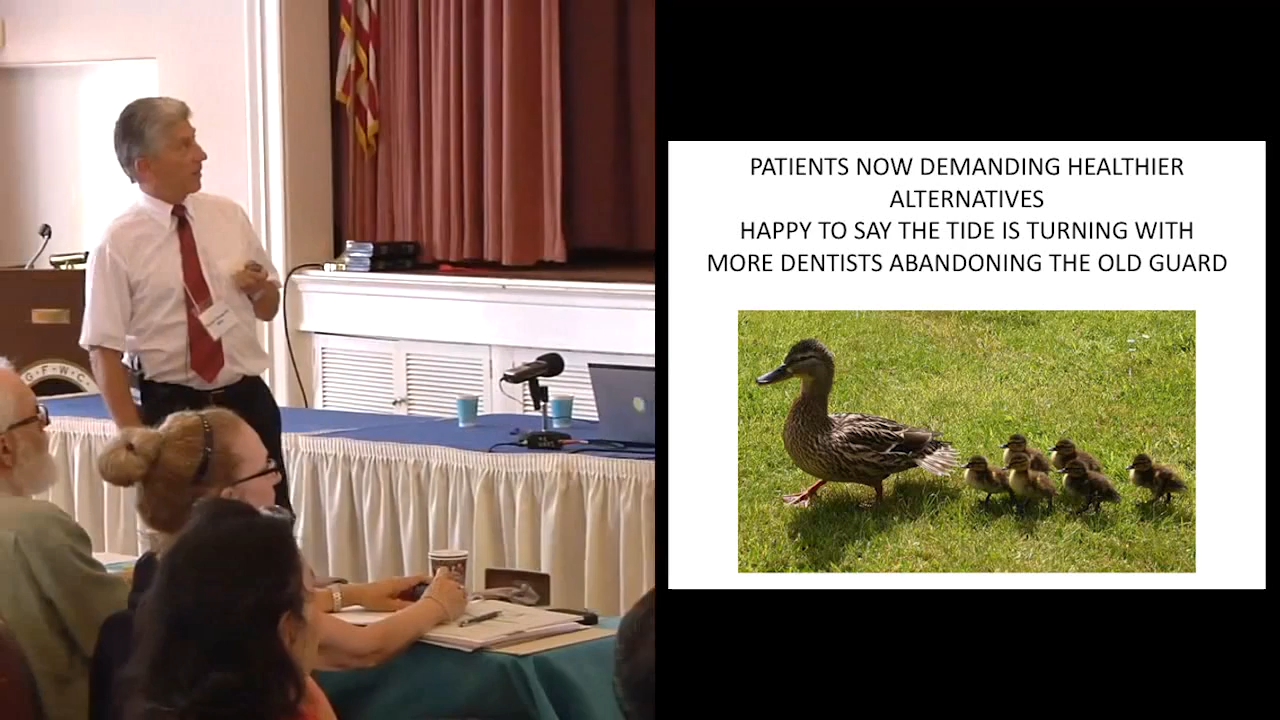 PATIENTS NOW DEMANDING HEALTHIER
ALTERNATIVES
HAPPY TO SAY THE TIDE IS TURNING WITH
MORE DENTISTS ABANDONING THE OLD GUARD
G·F·W·C·